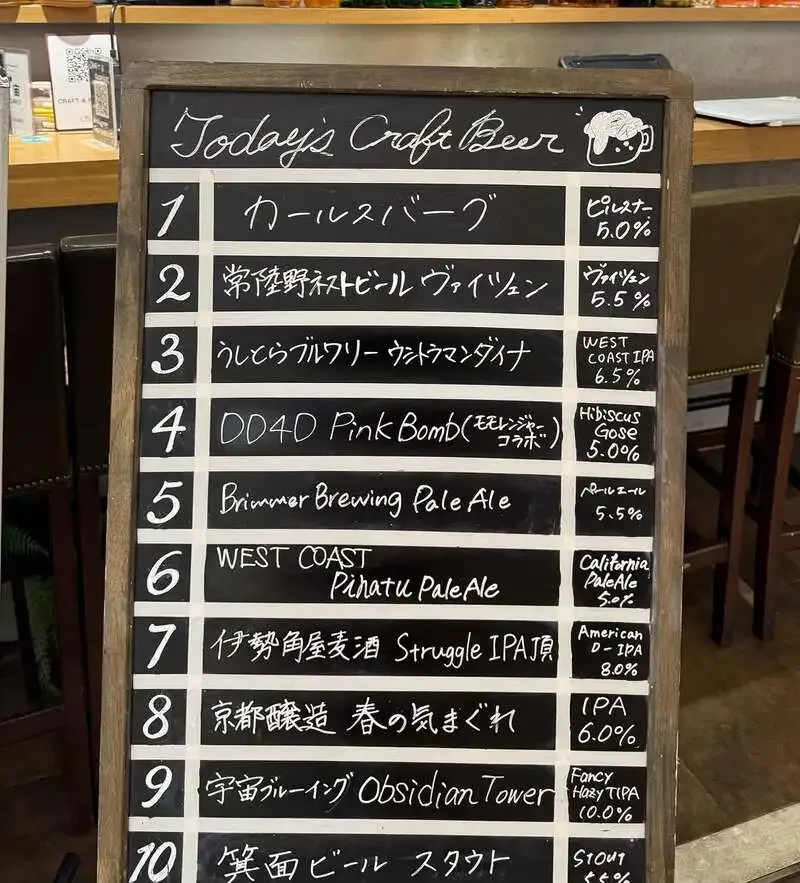 CRAFT &
Today's Craft Beer
1 カールスバーグ ピルスナー
5.0%
2 常陸野ネストビール ヴァイツェン ヴァイツェン
5.5%
3 うしとらブルワリー ウシトラマンダイナ WEST
COAST IPA
6.5%
4 DD4D Pink Bomb(モモレンジャー
コラボ) Hibiscus
Gose
5.0%
5 Brimmer Brewing Pale Ale ペールエール
5.5%
6 WEST COAST
Pinatu Pale Ale California
Pale Ale
5.0%
7 伊勢角屋麦酒 Struggle IPA頂 American
D-IPA
8.0%
8 京都醸造 春の気まぐれ IPA
6.0%
9 宇宙ブルーイング Obsidian Tower Fancy
Hazy TIPA
10.0%
10 箕面ビール スタウト Stout
5.5%